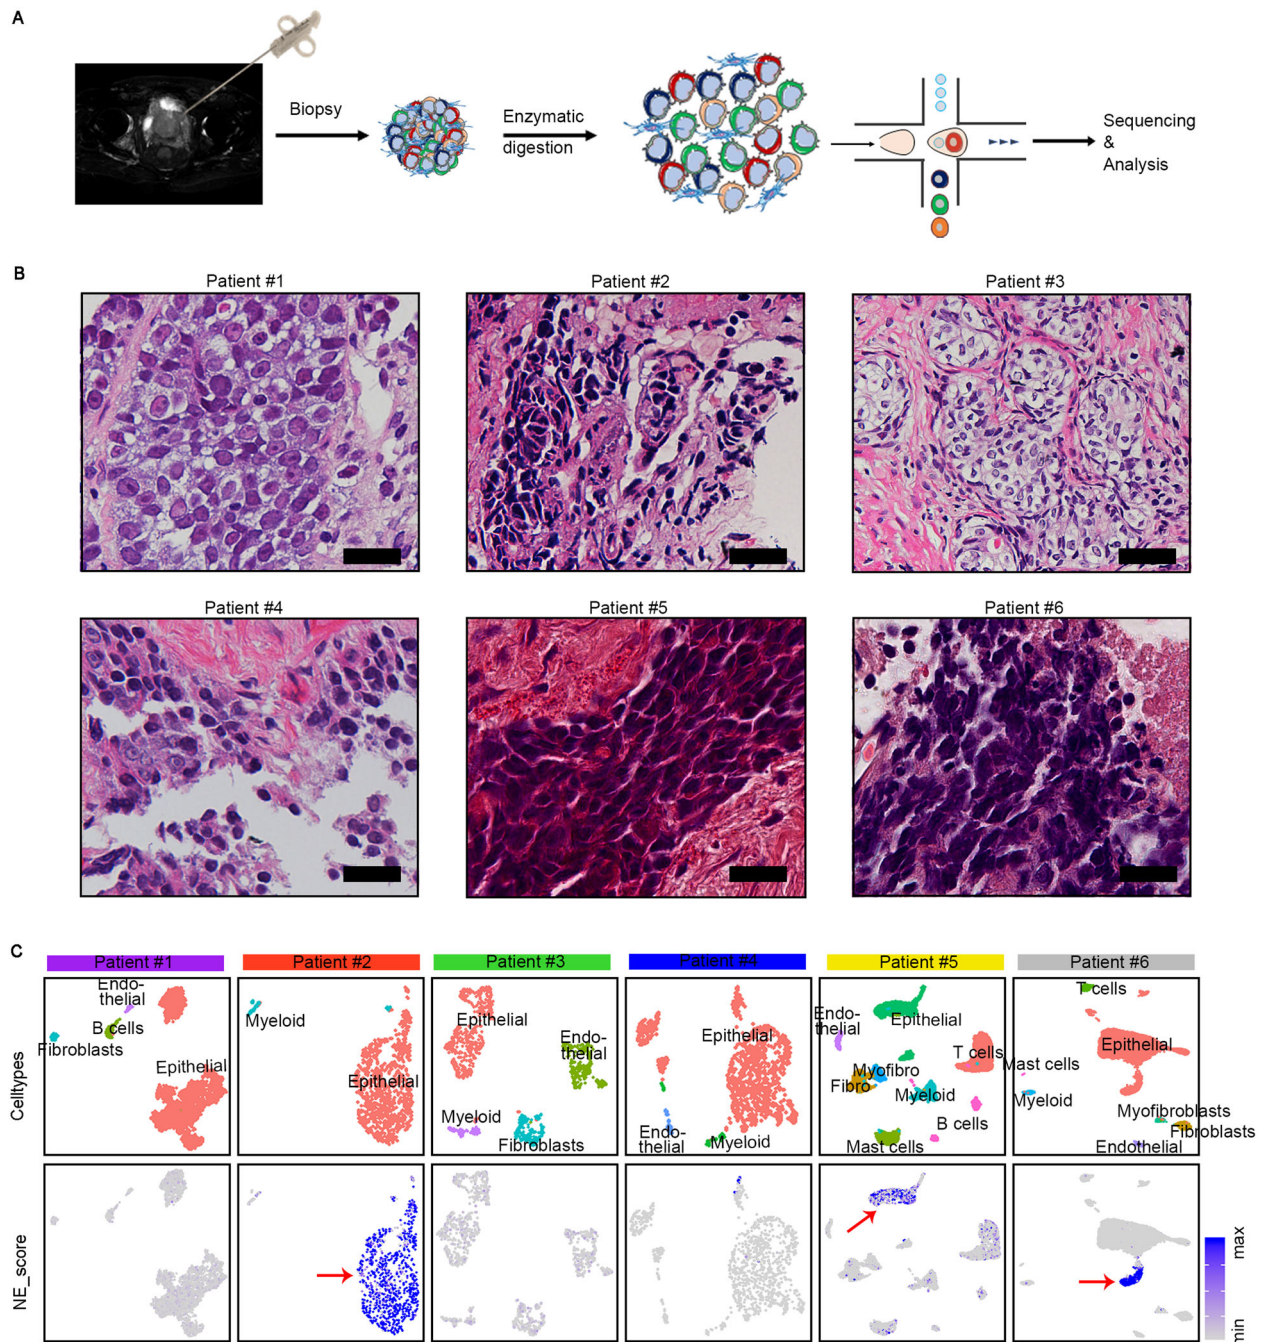 A
Biopsy
Enzymatic
digestion
Sequencing
&
Analysis
B
Patient #1
Patient #2
Patient #3
Patient #4
Patient #5
Patient #6
C
Patient #1
Patient #2
Patient #3
Patient #4
Patient #5
Patient #6
Celltypes
Endo-
thelial
B cells
Fibroblasts
Epithelial
Myeloid
Epithelial
Epithelial
Endo-
thelial
Myeloid
Fibroblasts
Epithelial
Endo-
thelial
Myeloid
Endo-
thelial
Epithelial
T cells
Myofibro
Fibro
Myeloid
B cells
Mast cells
T cells
Epithelial
Mast cells
Myeloid
Myofibroblasts
Fibroblasts
Endothelial
NE_score
max
min